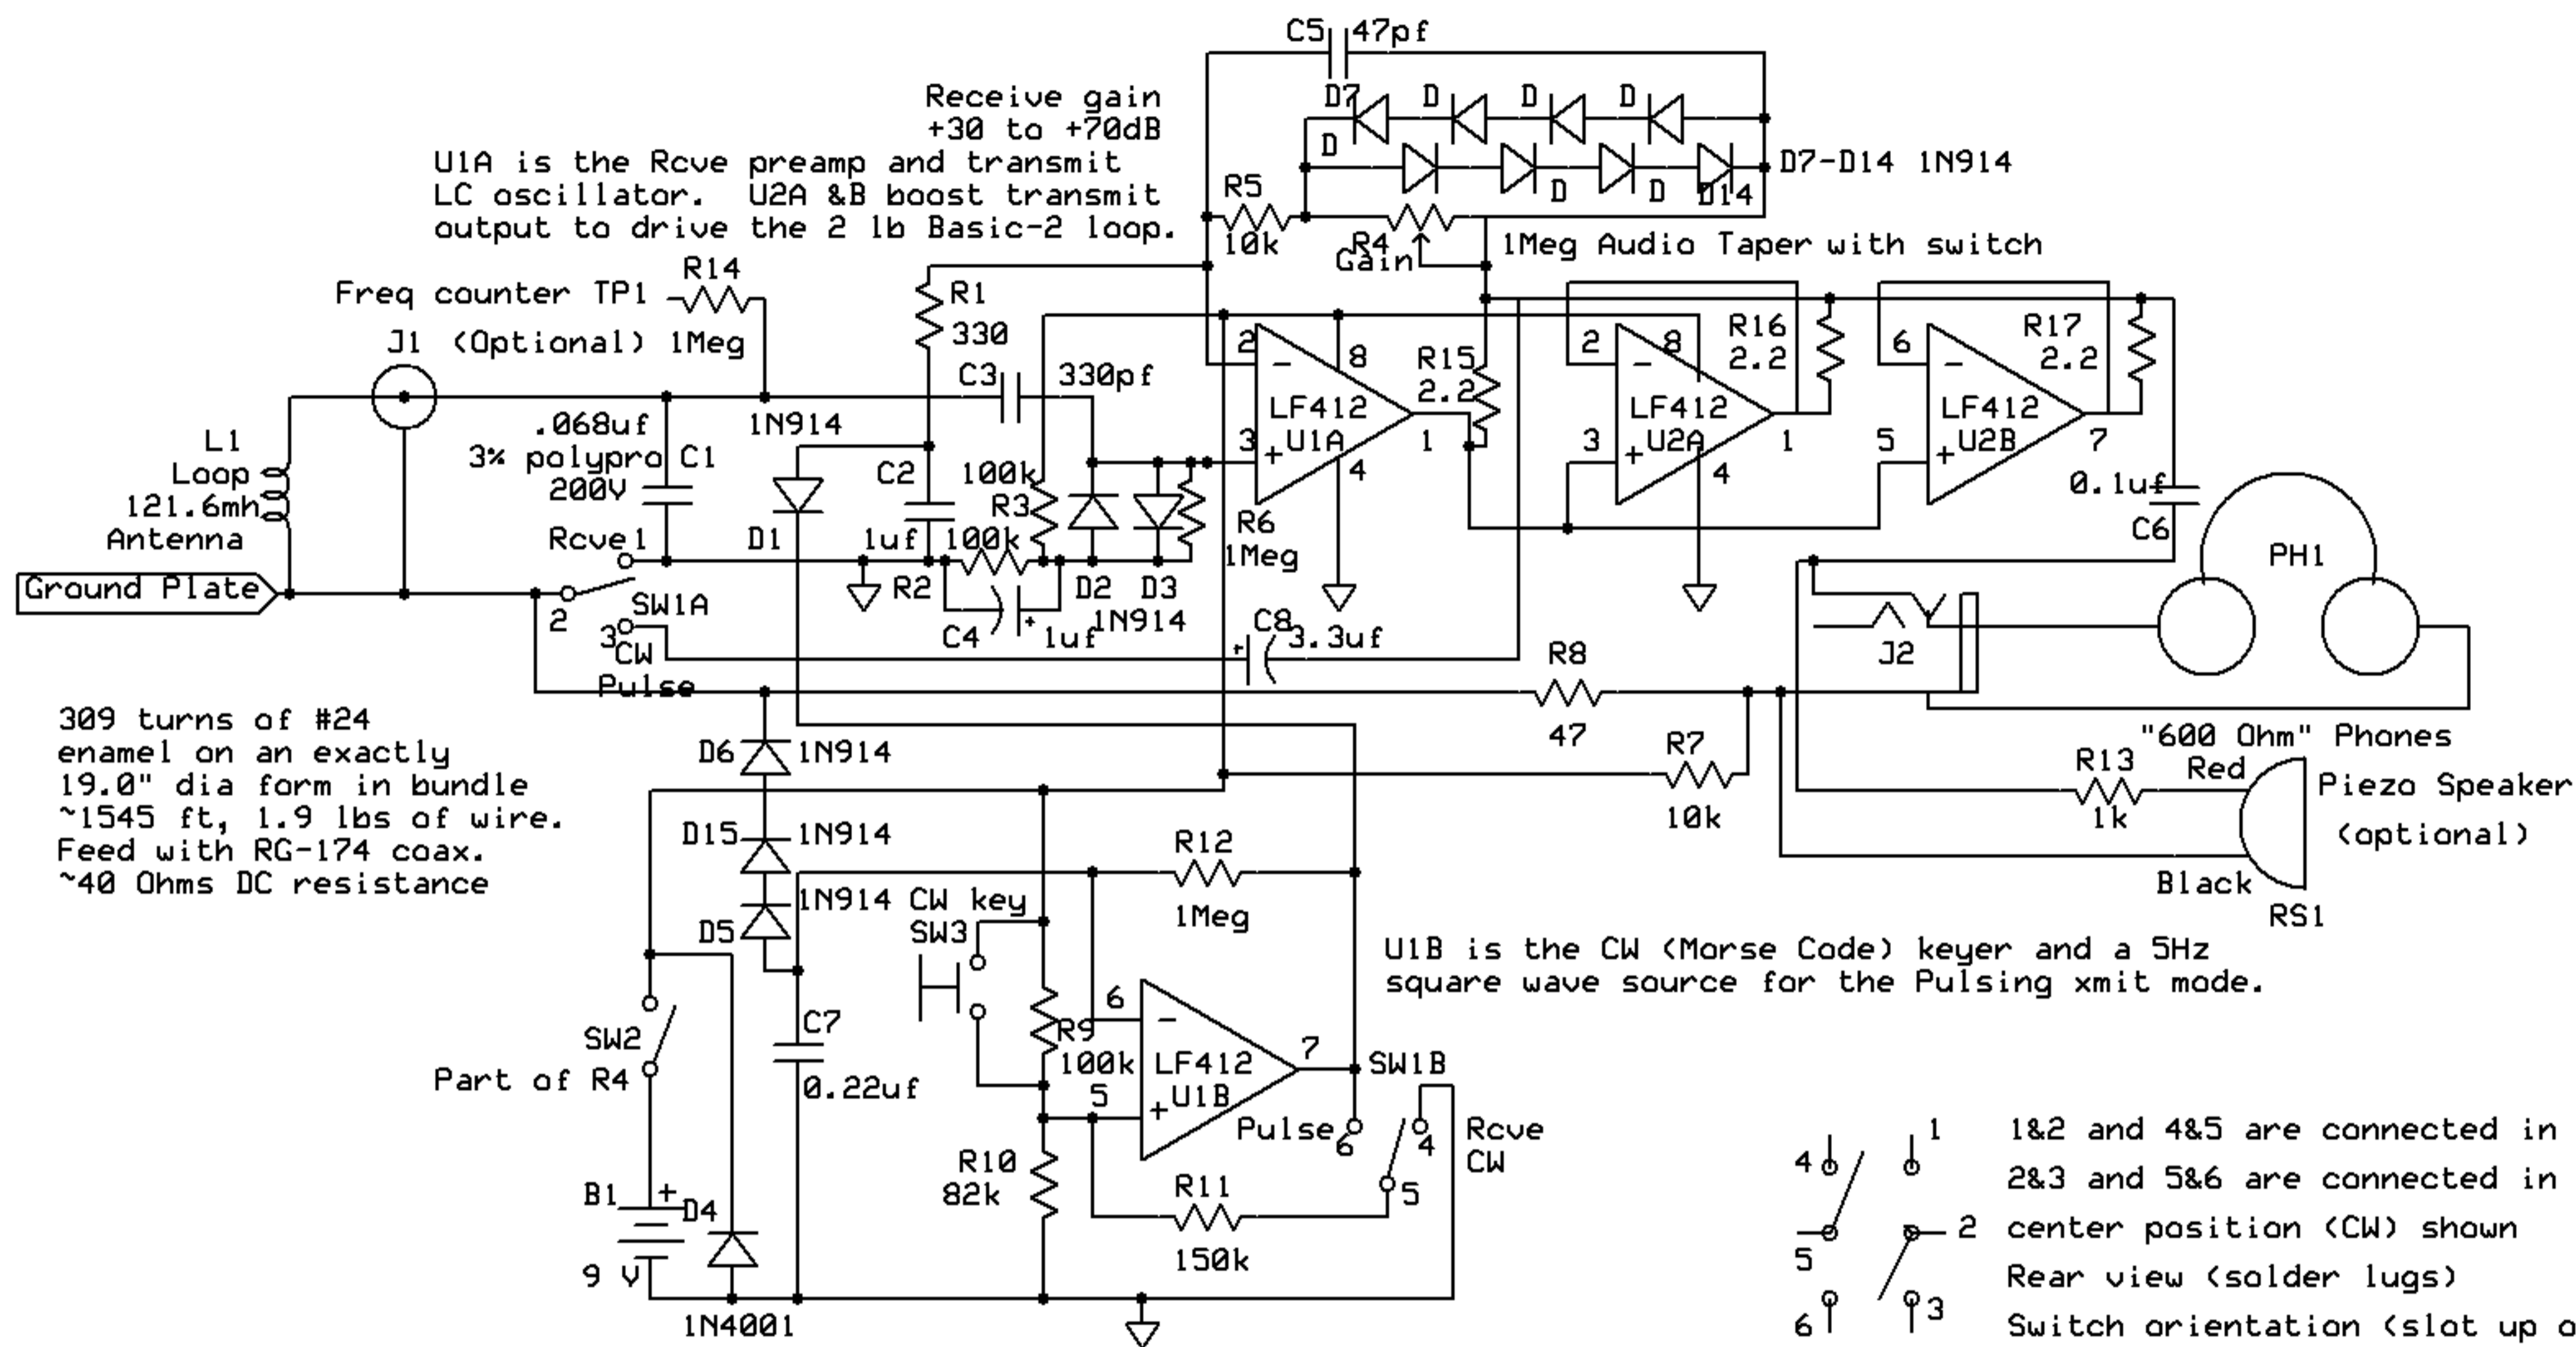 C5 47pf
Receive gain
+30 to +70dB
D7 D D D
D
D7-D14 1N914
D D D14
U1A is the Rcve preamp and transmit
LC oscillator. U2A &B boost transmit
output to drive the 2 lb Basic-2 loop.
R5
10k
R4
Gain
1Meg Audio Taper with switch
R14
Freq counter TP1
(Optional) 1Meg
J1
R1
330
C3 330pf
1N914
.068uf
3% polypro C1
200V
L1
Loop
121.6mh
Antenna
Ground Plate
Rcve 1
2
SW1A
3
CW
Pulse
D1
C2
1uf
R2
100k
100k
R3
C4
1uf
D2 D3
1N914
R6
1Meg
2
-
8
LF412
U1A
3
+
4
1
R15
2.2
2
-
8
LF412
U2A
3
+
4
1
R16
2.2
6
-
LF412
U2B
5
+
7
R17
2.2
0.1uf
C6
PH1
J2
+
C8
3.3uf
+
R8
47
R7
10k
"600 Ohm" Phones
Red
R13
1k
Piezo Speaker
(optional)
Black
RS1
309 turns of #24
enamel on an exactly
19.0" dia form in bundle
~1545 ft, 1.9 lbs of wire.
Feed with RG-174 coax.
~40 Ohms DC resistance
D6 1N914
D15 1N914
1N914
D5
CW key
SW3
R12
1Meg
U1B is the CW (Morse Code) keyer and a 5Hz
square wave source for the Pulsing xmit mode.
SW2
Part of R4
C7
0.22uf
R9
100k
6
-
LF412
U1B
5
+
7
SW1B
Pulse
6
4
Rcve
CW
5
R10
82k
R11
150k
B1
+
9 V
D4
1N4001
4
1
5
2
6
3
1&2 and 4&5 are connected in
2&3 and 5&6 are connected in
center position (CW) shown
Rear view (solder lugs)
Switch orientation (slot up o